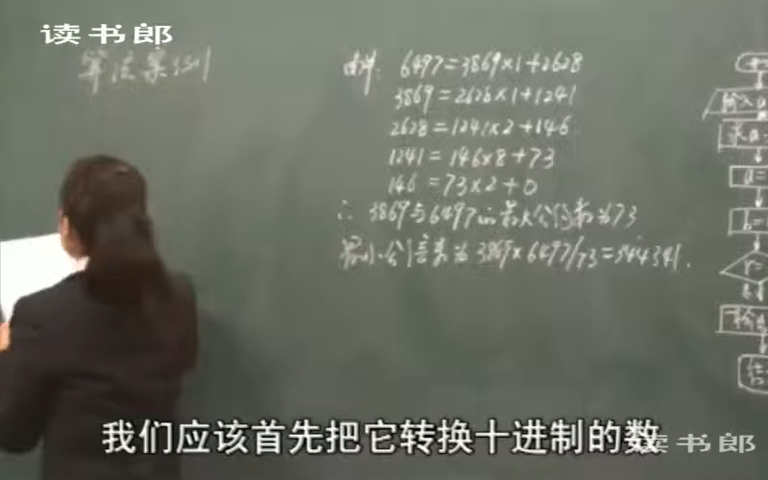 读书郎
算法案例
解: 6497=3869×1+2628
3869=2628×1+1241
2628=1241×2+146
1241=146×8+73
146=73×2+0
∴ 3869与6497的最大公约数为73
最小公倍数为3869×6497/73=344341.
输入
求
a=
r=
我们应该首先把它转换十进制的数
读书郎